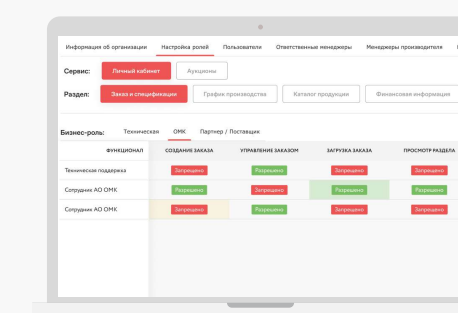 Информация об организации Настройка ролей Пользователи Ответственные менеджеры Менеджеры производителя
Сервис: Личный кабинет Аукционы
Раздел: Заказ и спецификации График производства Каталог продукции Финансовая информация
Бизнес-роль: Техническая ОМК Партнер / Поставщик
ФУНКЦИОНАЛ СОЗДАНИЕ ЗАКАЗА УПРАВЛЕНИЕ ЗАКАЗОМ ЗАГРУЗКА ЗАКАЗА ПРОСМОТР РАЗДЕЛА
Техническая поддержка Запрещено Разрешено Запрещено Запрещено
Сотрудник АО ОМК Разрешено Запрещено Разрешено Разрешено
Сотрудник АО ОМК Запрещено Разрешено Запрещено Запрещено